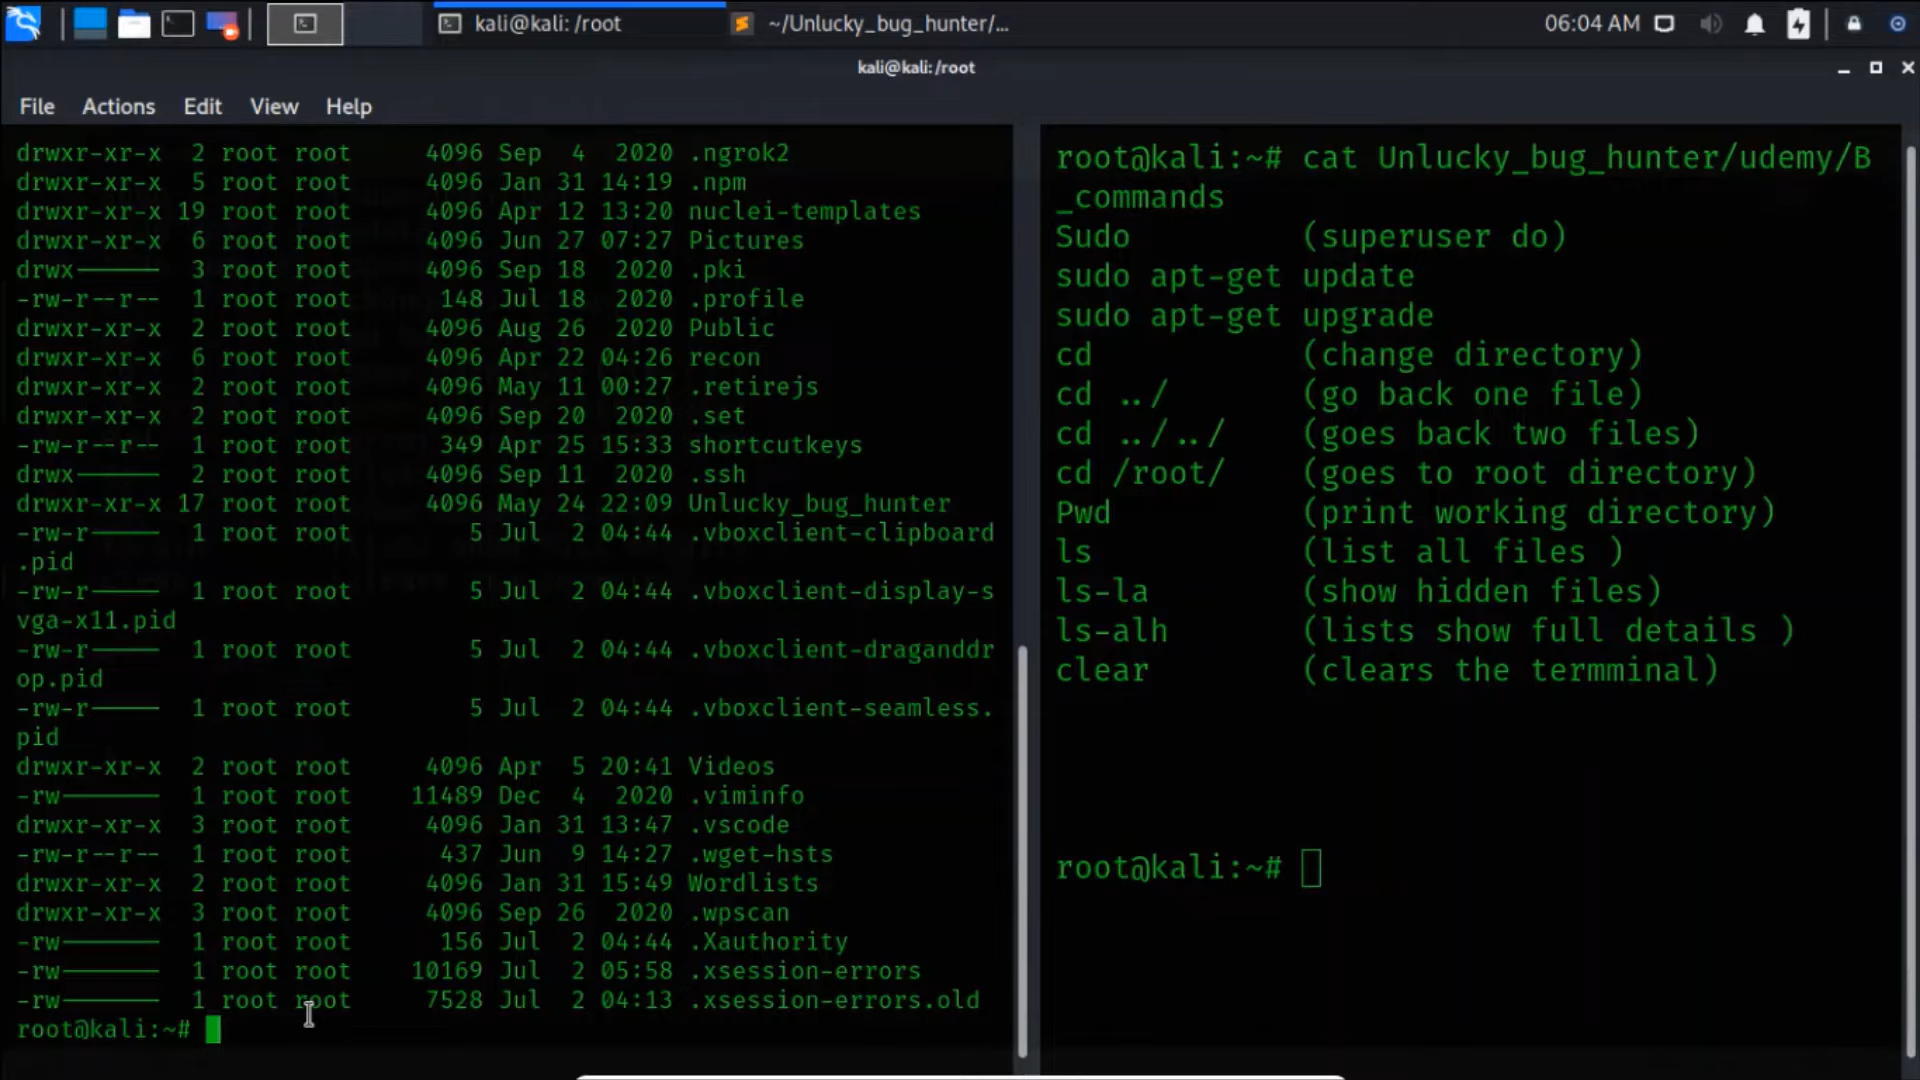 kali@kali: /root
~/Unlucky_bug_hunter/...
06:04 AM
kali@kali: /root
File Actions Edit View Help
drwxr-xr-x 2 root root 4096 Sep 4 2020 .ngrok2
drwxr-xr-x 5 root root 4096 Jan 31 14:19 .npm
drwxr-xr-x 19 root root 4096 Apr 12 13:20 nuclei-templates
drwxr-xr-x 6 root root 4096 Jun 27 07:27 Pictures
drwx------ 3 root root 4096 Sep 18 2020 .pki
-rw-r--r-- 1 root root 148 Jul 18 2020 .profile
drwxr-xr-x 2 root root 4096 Aug 26 2020 Public
drwxr-xr-x 6 root root 4096 Apr 22 04:26 recon
drwxr-xr-x 2 root root 4096 May 11 00:27 .retirejs
drwxr-xr-x 2 root root 4096 Sep 20 2020 .set
-rw-r--r-- 1 root root 349 Apr 25 15:33 shortcutkeys
drwx------ 2 root root 4096 Sep 11 2020 .ssh
drwxr-xr-x 17 root root 4096 May 24 22:09 Unlucky_bug_hunter
-rw-r----- 1 root root 5 Jul 2 04:44 .vboxclient-clipboard
.pid
-rw-r----- 1 root root 5 Jul 2 04:44 .vboxclient-display-s
vga-x11.pid
-rw-r----- 1 root root 5 Jul 2 04:44 .vboxclient-draganddr
op.pid
-rw-r----- 1 root root 5 Jul 2 04:44 .vboxclient-seamless.
pid
drwxr-xr-x 2 root root 4096 Apr 5 20:41 Videos
-rw------- 1 root root 11489 Dec 4 2020 .viminfo
drwxr-xr-x 3 root root 4096 Jan 31 13:47 .vscode
-rw-r--r-- 1 root root 437 Jun 9 14:27 .wget-hsts
drwxr-xr-x 2 root root 4096 Jan 31 15:49 Wordlists
drwxr-xr-x 3 root root 4096 Sep 26 2020 .wpscan
-rw------- 1 root root 156 Jul 2 04:44 .Xauthority
-rw------- 1 root root 10169 Jul 2 05:58 .xsession-errors
-rw------- 1 root root 7528 Jul 2 04:13 .xsession-errors.old
root@kali:~#
root@kali:~# cat Unlucky_bug_hunter/udemy/B
_commands
Sudo (superuser do)
sudo apt-get update
sudo apt-get upgrade
cd (change directory)
cd ../ (go back one file)
cd ../../ (goes back two files)
cd /root/ (goes to root directory)
Pwd (print working directory)
ls (list all files )
ls-la (show hidden files)
ls-alh (lists show full details )
clear (clears the termminal)
root@kali:~#